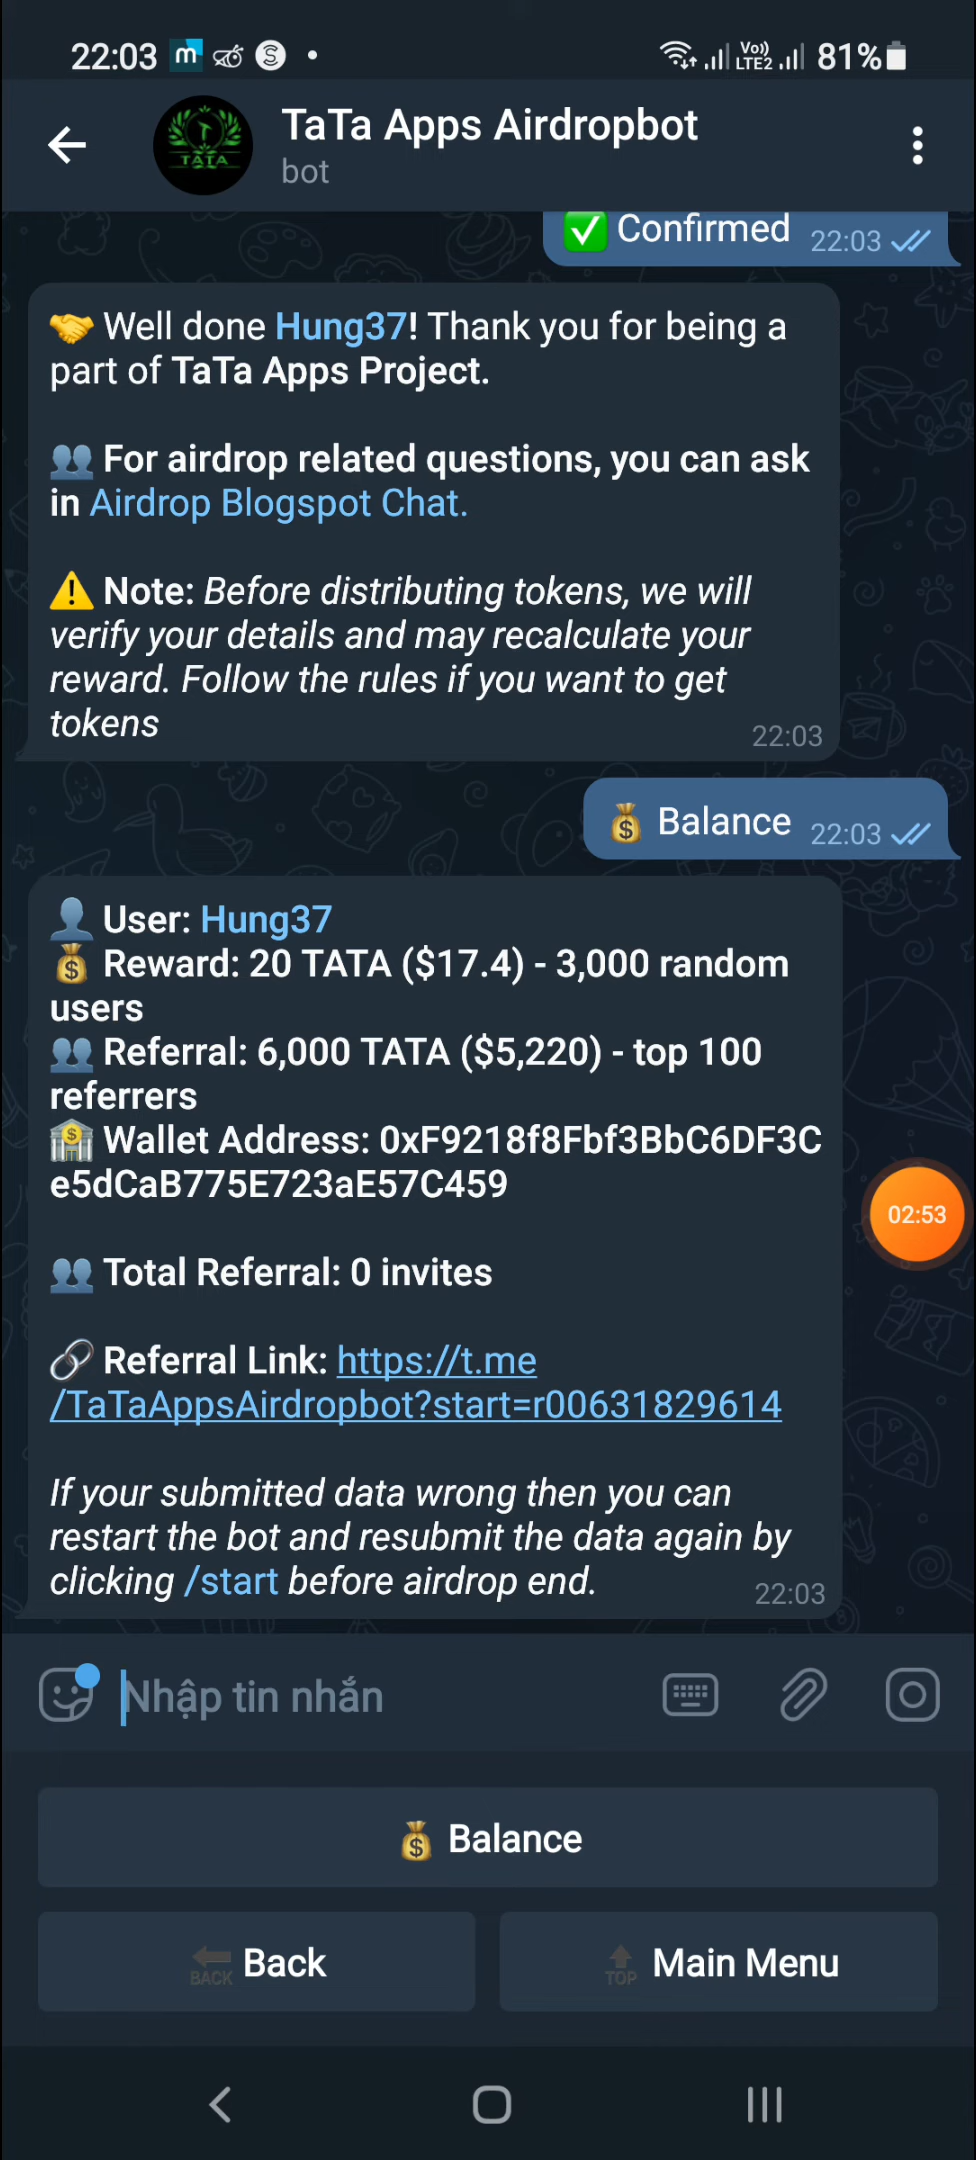 22:03 m S
Vo)) LTE2 81%
TaTa Apps Airdropbot
TATA
bot
✅ Confirmed 22:03
🤝 Well done Hung37! Thank you for being a
part of TaTa Apps Project.
👥 For airdrop related questions, you can ask
in Airdrop Blogspot Chat.
⚠️ Note: Before distributing tokens, we will
verify your details and may recalculate your
reward. Follow the rules if you want to get
tokens
22:03
💰 Balance 22:03
👤 User: Hung37
💰 Reward: 20 TATA ($17.4) - 3,000 random
users
👥 Referral: 6,000 TATA ($5,220) - top 100
referrers
🏦 Wallet Address: 0xF9218f8Fbf3BbC6DF3C
e5dCaB775E723aE57C459
02:53
👥 Total Referral: 0 invites
🔗 Referral Link: https://t.me
/TaTaAppsAirdropbot?start=r00631829614
If your submitted data wrong then you can
restart the bot and resubmit the data again by
clicking /start before airdrop end.
22:03
Nhập tin nhắn
💰 Balance
BACK Back
TOP Main Menu